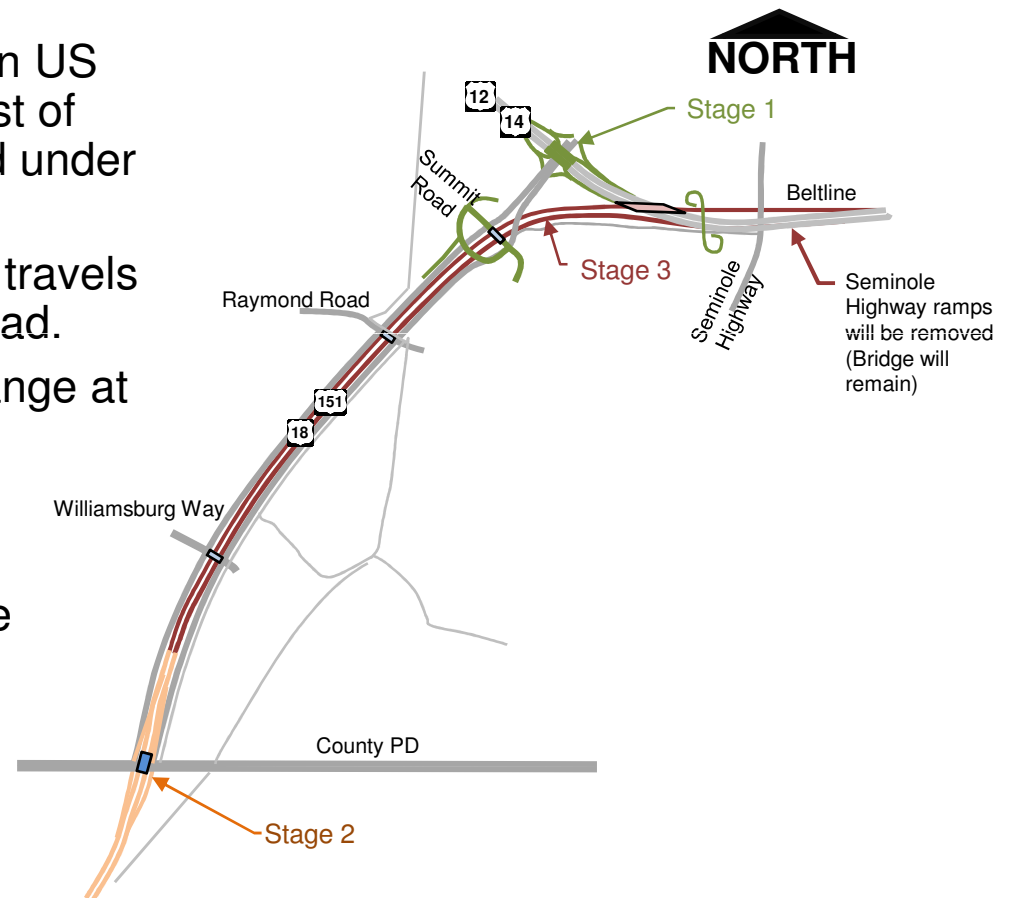 n US
st of
d under
travels
ad.
nge at
e
NORTH
12
14
Stage 1
Summit
Road
Beltline
Stage 3
Seminole
Highway
Seminole
Highway ramps
will be removed
(Bridge will
remain)
Raymond Road
151
18
Williamsburg Way
County PD
Stage 2